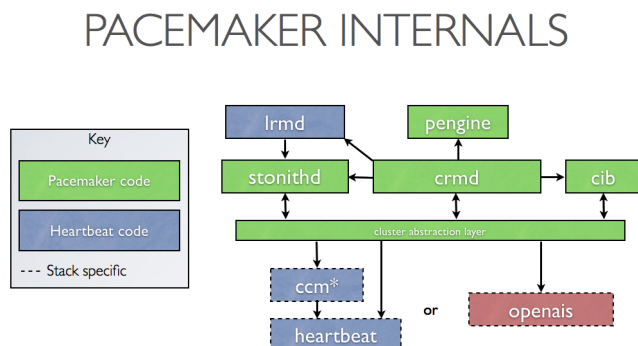 PACEMAKER INTERNALS
Key
Pacemaker code
Heartbeat code
--- Stack specific
lrmd
pengine
stonithd
crmd
cib
cluster abstraction layer
ccm*
or
openais
heartbeat